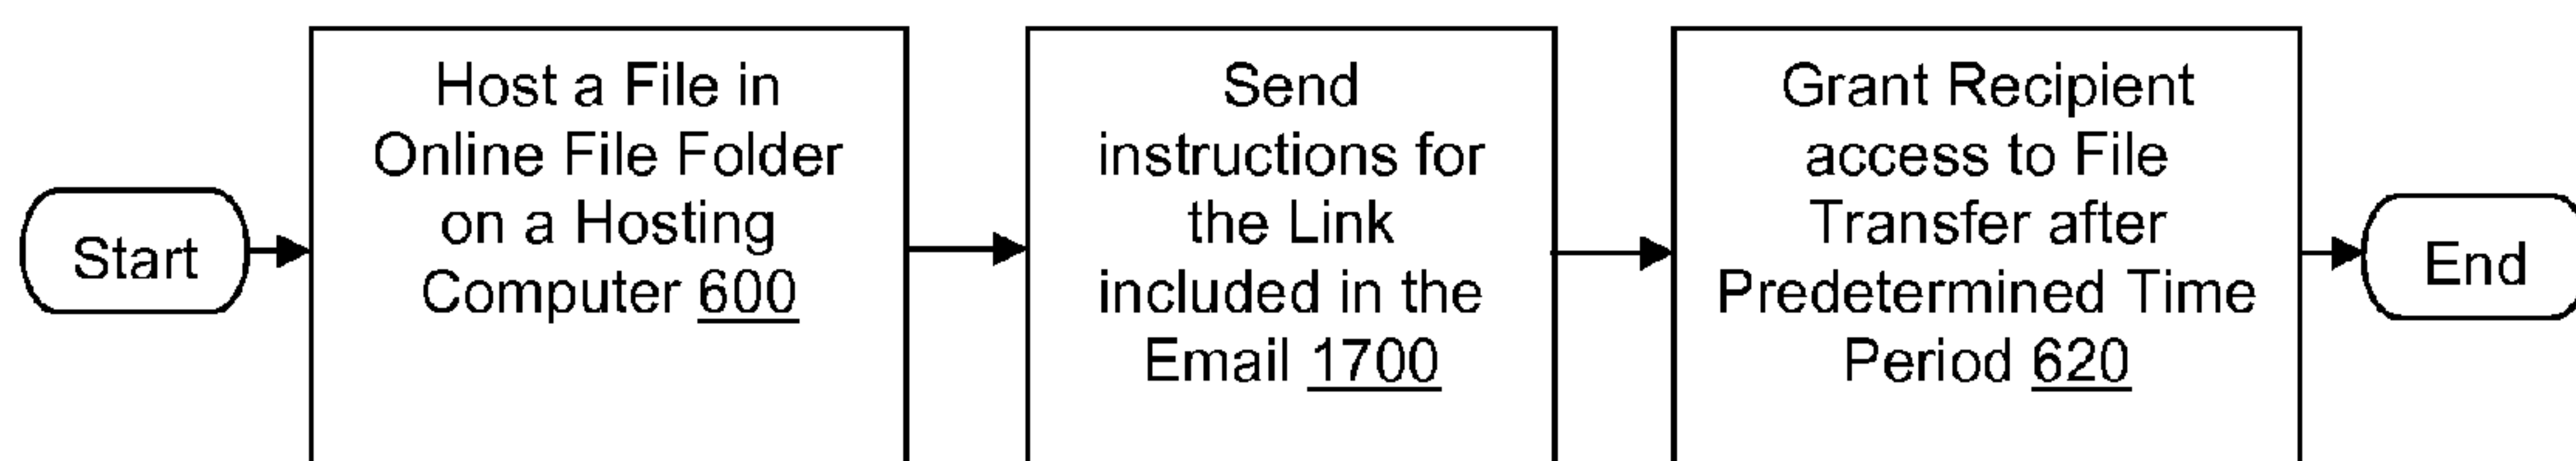 Start
Host a File in
Online File Folder
on a Hosting
Computer 600
Send
instructions for
the Link
included in the
Email 1700
Grant Recipient
access to File
Transfer after
Predetermined Time
Period 620
End